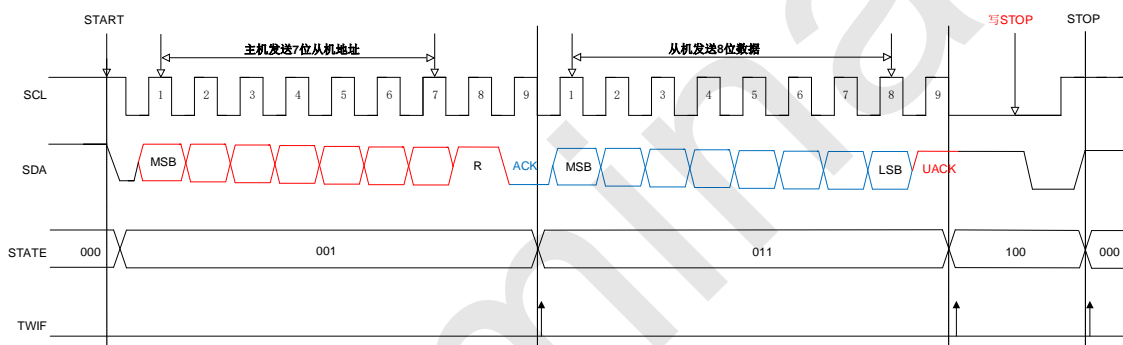 START
写STOP
STOP
主机发送7位从机地址
从机发送8位数据
SCL
1 2 3 4 5 6 7 8 9 1 2 3 4 5 6 7 8 9
SDA
MSB R ACK MSB LSB UACK
STATE
000 001 011 100 000
TWIF